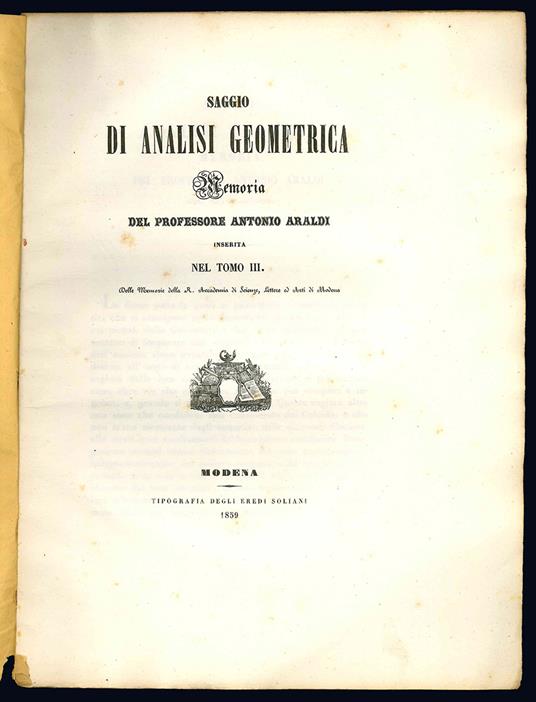 SAGGIO
DI ANALISI GEOMETRICA
Memoria
DEL PROFESSORE ANTONIO ARALDI
INSERITA
NEL TOMO III.
Delle Memorie della R. Accademia di Scienze, Lettere ed Arti di Modena
MODENA
TIPOGRAFIA DEGLI EREDI SOLIANI
1859